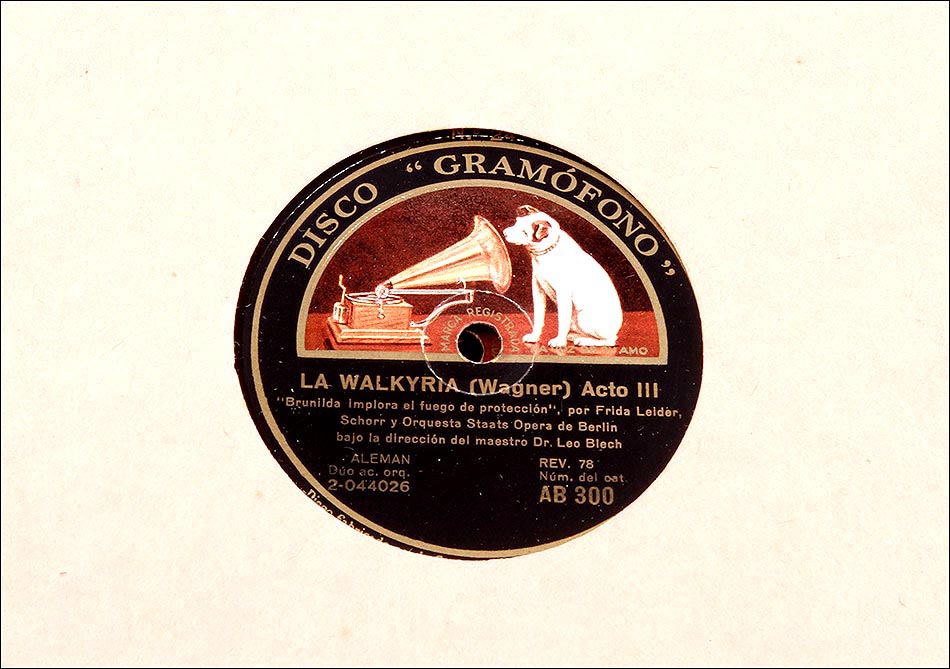 DISCO "GRAMÓFONO"
MARCA REGISTRADA
LA WALKYRIA (Wagner) Acto III
"Brunilda implora el fuego de protección", por Frida Leider,
Schorr y Orquesta Staats Opera de Berlin
bajo la dirección del maestro Dr. Leo Blech
ALEMAN
Dúo ac. orq.
2-044026
REV. 78
Núm. del cat.
AB 300